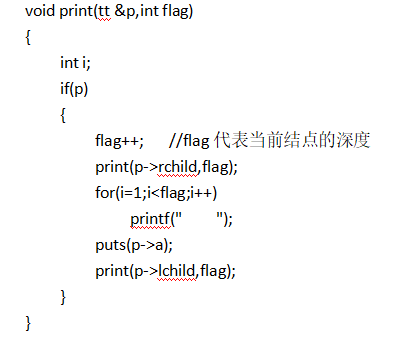 void print(tt &p,int flag)
{
int i;
if(p)
{
flag++; //flag 代表当前结点的深度
print(p->rchild,flag);
for(i=1;i<flag;i++)
printf("        ");
puts(p->a);
print(p->lchild,flag);
}
}